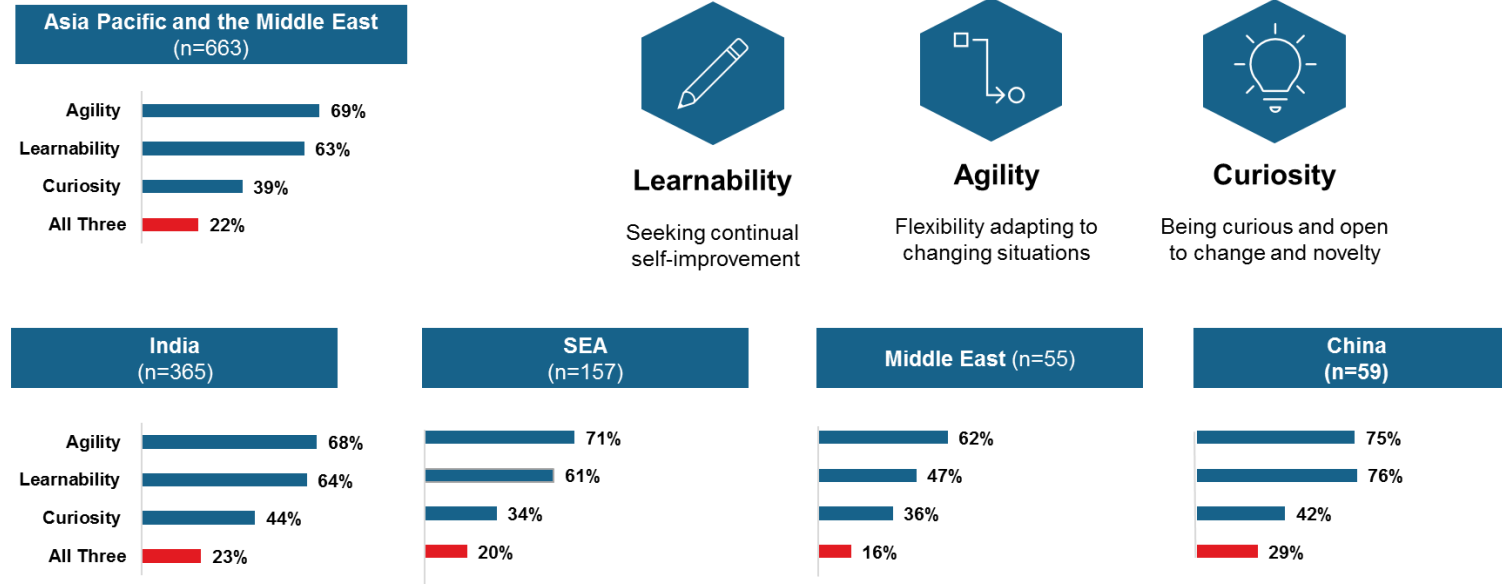 Asia Pacific and the Middle East
(n=663)
Agility 69%
Learnability 63%
Curiosity 39%
All Three 22%
Learnability
Seeking continual
self-improvement
Agility
Flexibility adapting to
changing situations
Curiosity
Being curious and open
to change and novelty
India
(n=365)
Agility 68%
Learnability 64%
Curiosity 44%
All Three 23%
SEA
(n=157)
71%
61%
34%
20%
Middle East (n=55)
62%
47%
36%
16%
China
(n=59)
75%
76%
42%
29%